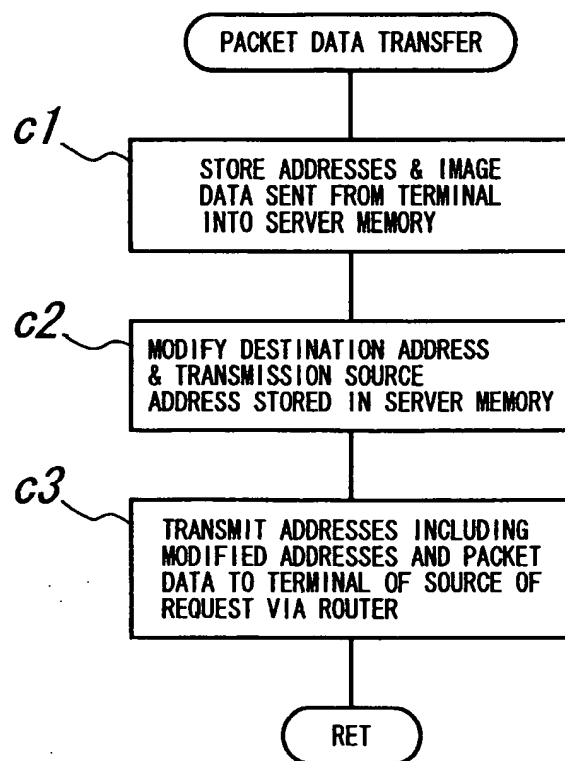 PACKET DATA TRANSFER
c1
STORE ADDRESSES & IMAGE
DATA SENT FROM TERMINAL
INTO SERVER MEMORY
c2
MODIFY DESTINATION ADDRESS
& TRANSMISSION SOURCE
ADDRESS STORED IN SERVER MEMORY
c3
TRANSMIT ADDRESSES INCLUDING
MODIFIED ADDRESSES AND PACKET
DATA TO TERMINAL OF SOURCE OF
REQUEST VIA ROUTER
RET